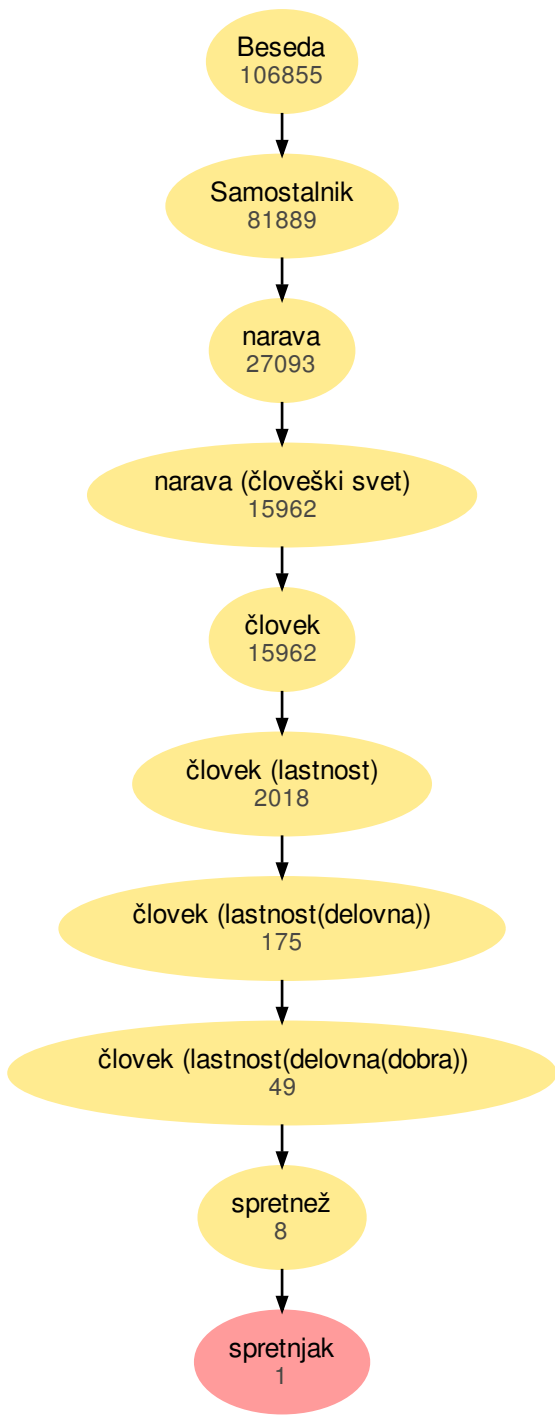 Beseda
106855
Samostalnik
81889
narava
27093
narava (človeški svet)
15962
človek
15962
človek (lastnost)
2018
človek (lastnost(delovna))
175
človek (lastnost(delovna(dobra))
49
spretnež
8
spretnjak
1